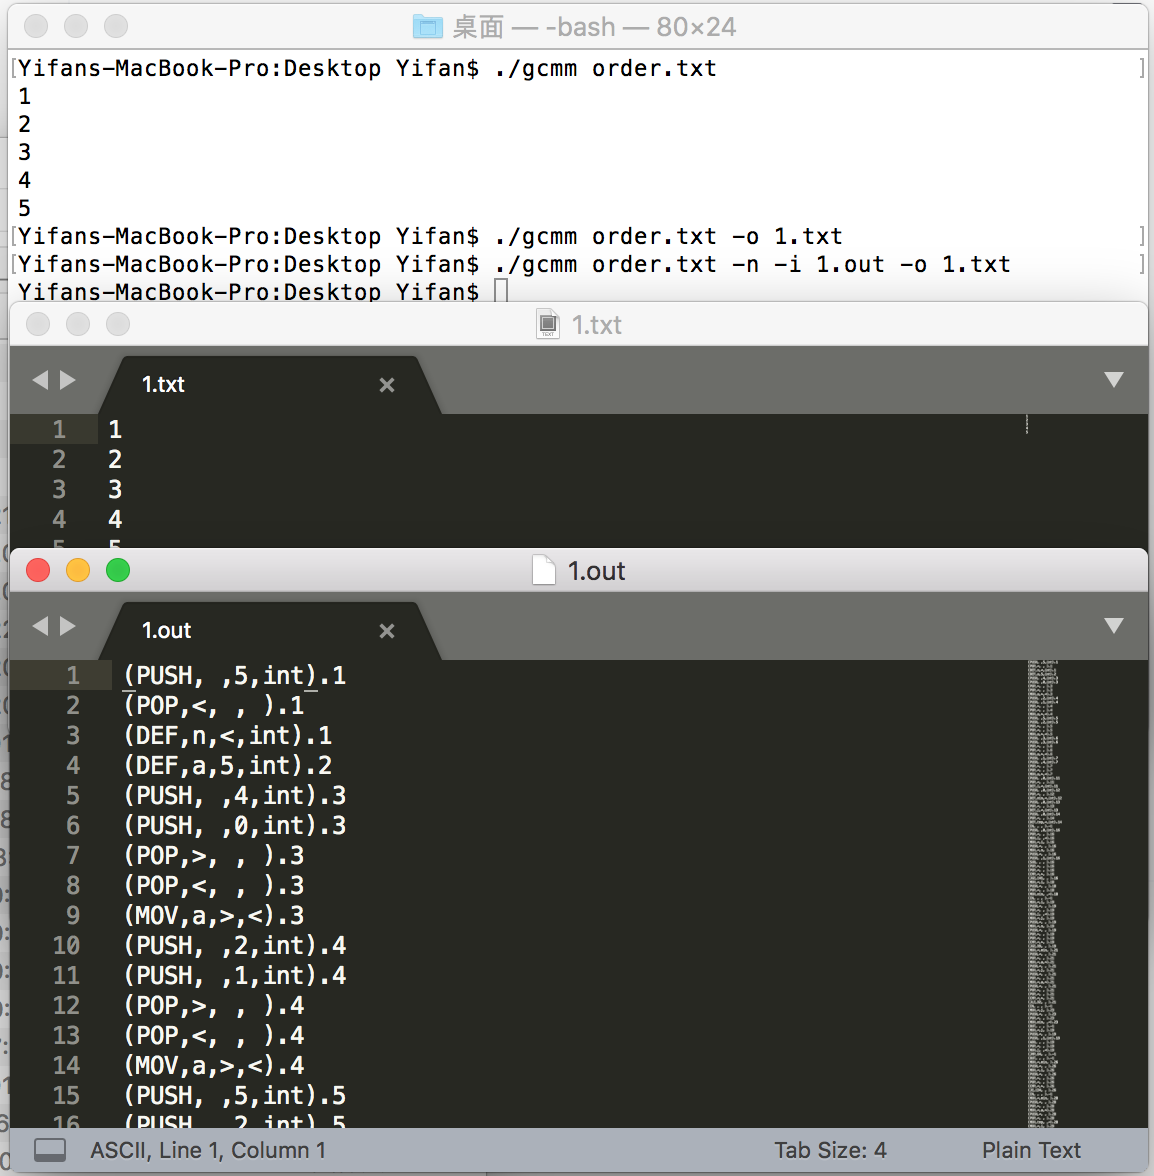 桌面 — -bash — 80×24
[Yifans-MacBook-Pro:Desktop Yifan$ ./gcmm order.txt ]
1
2
3
4
5
[Yifans-MacBook-Pro:Desktop Yifan$ ./gcmm order.txt -o 1.txt ]
[Yifans-MacBook-Pro:Desktop Yifan$ ./gcmm order.txt -n -i 1.out -o 1.txt ]
Yifans-MacBook-Pro:Desktop Yifan$
1.txt
1.txt ×
1 1
2 2
3 3
4 4
5 5
1.out
1.out ×
1 (PUSH, ,5,int).1
2 (POP,<, , ).1
3 (DEF,n,<,int).1
4 (DEF,a,5,int).2
5 (PUSH, ,4,int).3
6 (PUSH, ,0,int).3
7 (POP,>, , ).3
8 (POP,<, , ).3
9 (MOV,a,>,<).3
10 (PUSH, ,2,int).4
11 (PUSH, ,1,int).4
12 (POP,>, , ).4
13 (POP,<, , ).4
14 (MOV,a,>,<).4
15 (PUSH, ,5,int).5
16 (PUSH, ,2,int).5
ASCII, Line 1, Column 1 Tab Size: 4 Plain Text